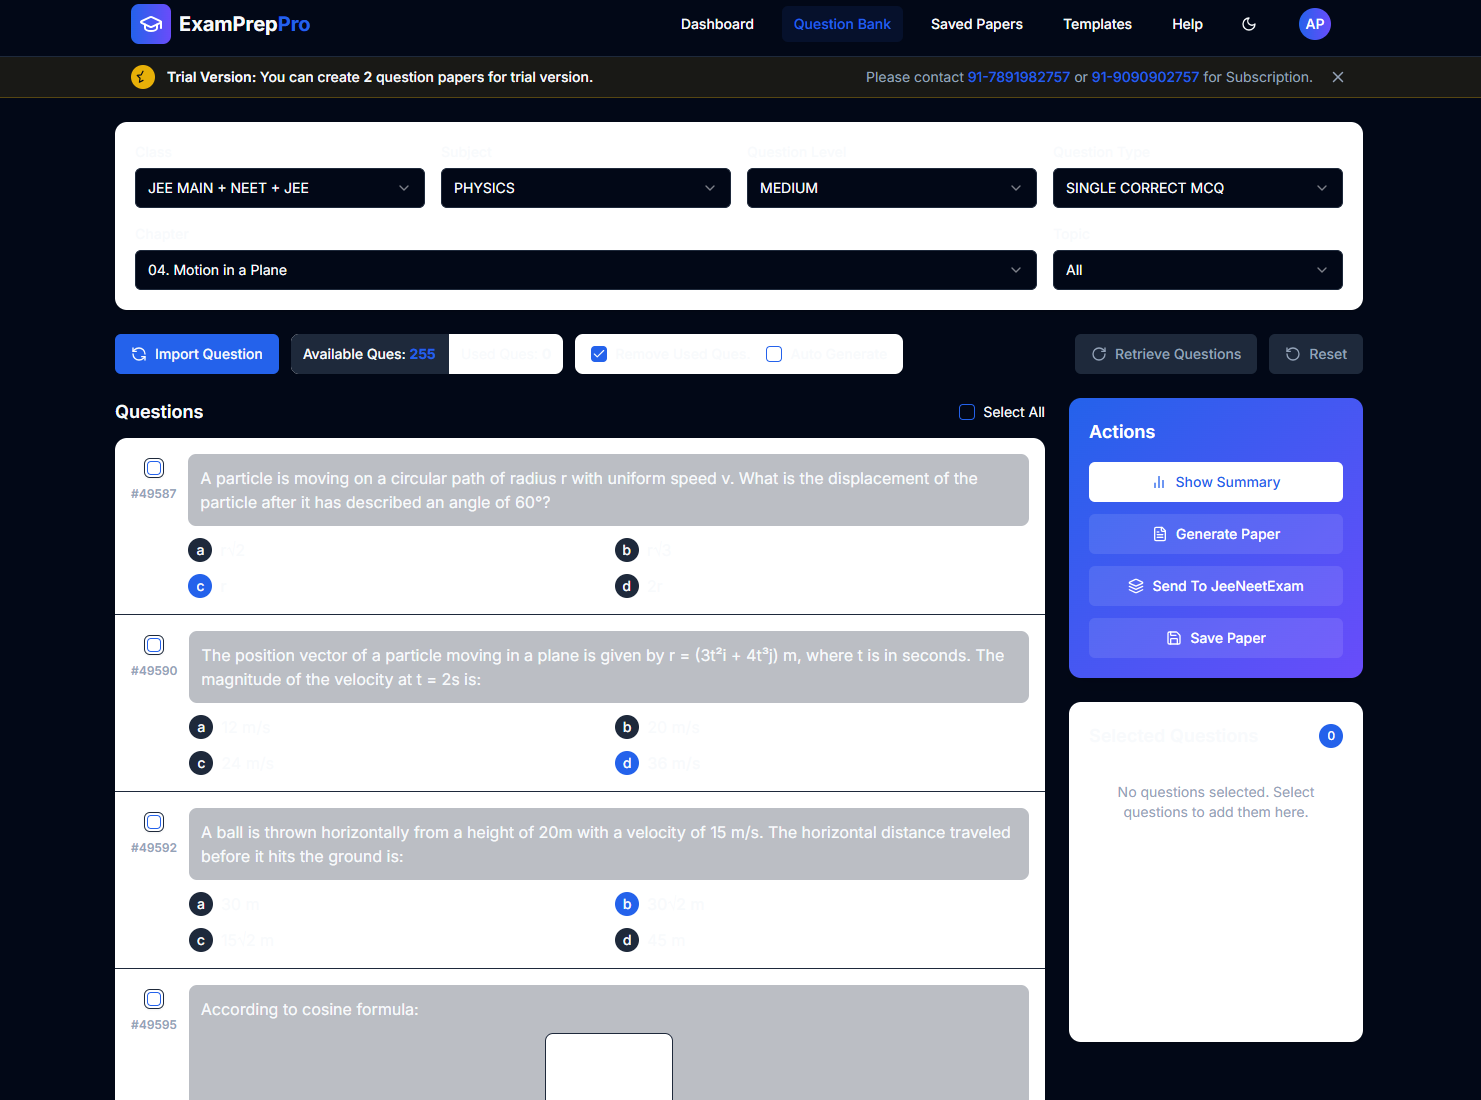 ExamPrepPro
Dashboard
Question Bank
Saved Papers
Templates
Help
AP
Trial Version: You can create 2 question papers for trial version.
Please contact 91-7891982757 or 91-9090902757 for Subscription.
Class
Subject
Question Level
Question Type
JEE MAIN + NEET + JEE
PHYSICS
MEDIUM
SINGLE CORRECT MCQ
Chapter
Topic
04. Motion in a Plane
All
Import Question
Available Ques: 255
Used Ques: 0
Remove Used Ques
Auto Generate
Retrieve Questions
Reset
Questions
Select All
#49587
A particle is moving on a circular path of radius r with uniform speed v. What is the displacement of the
particle after it has described an angle of 60°?
a r√2
b r√3
c
d 2r
#49590
The position vector of a particle moving in a plane is given by r = (3t²i + 4t³j) m, where t is in seconds. The
magnitude of the velocity at t = 2s is:
a 12 m/s
b 20 m/s
c 24 m/s
d 36 m/s
#49592
A ball is thrown horizontally from a height of 20m with a velocity of 15 m/s. The horizontal distance traveled
before it hits the ground is:
a 30 m
b 30√2 m
c 15√2 m
d 45 m
#49595
According to cosine formula:
Actions
Show Summary
Generate Paper
Send To JeeNeetExam
Save Paper
Selected Questions
0
No questions selected. Select
questions to add them here.